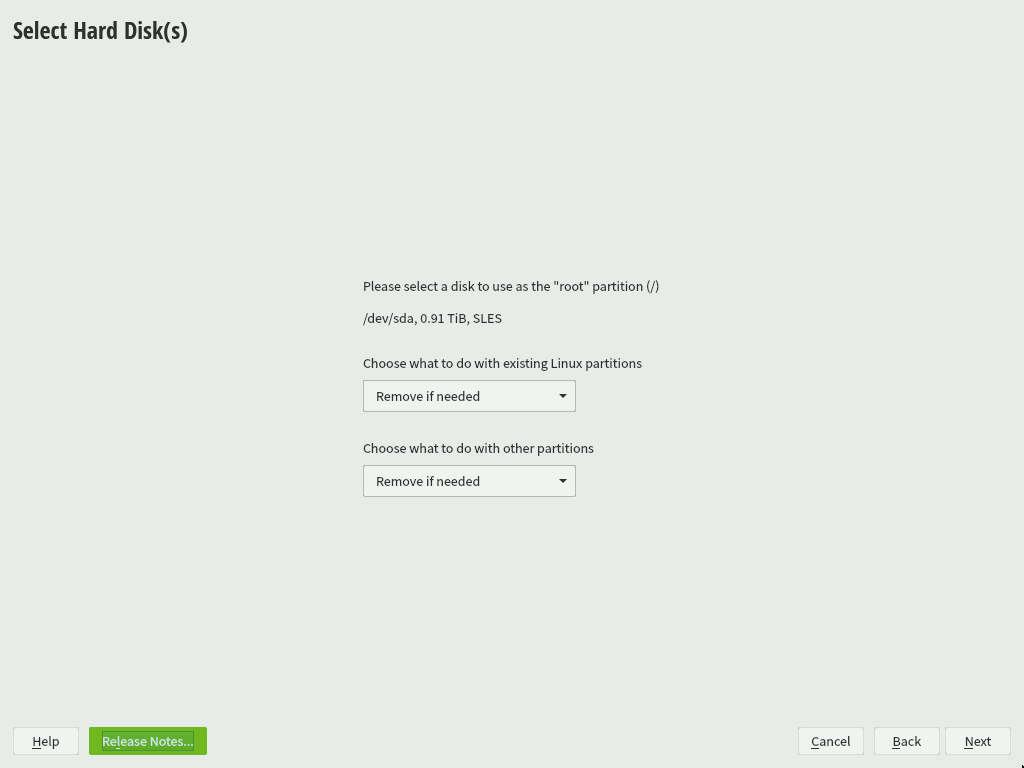 Select Hard Disk(s)
Please select a disk to use as the "root" partition (/)
/dev/sda, 0.91 TiB, SLES
Choose what to do with existing Linux partitions
Remove if needed
Choose what to do with other partitions
Remove if needed
Help Release Notes... Cancel Back Next